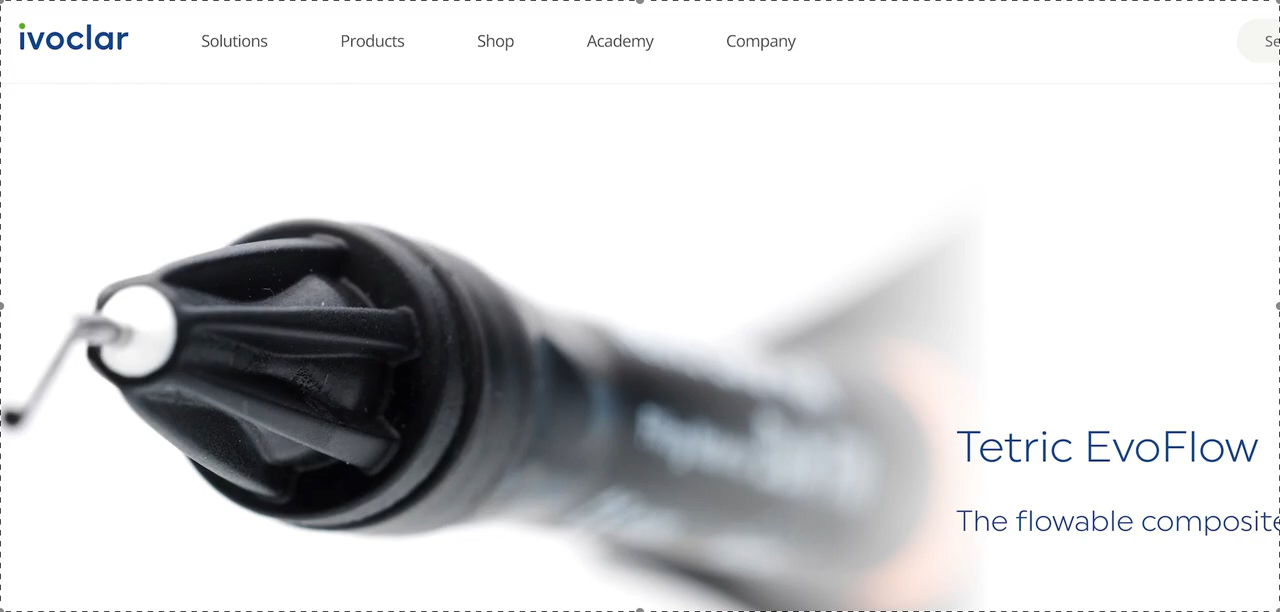 ivoclar
Solutions
Products
Shop
Academy
Company
Tetric EvoFlow
The flowable composite